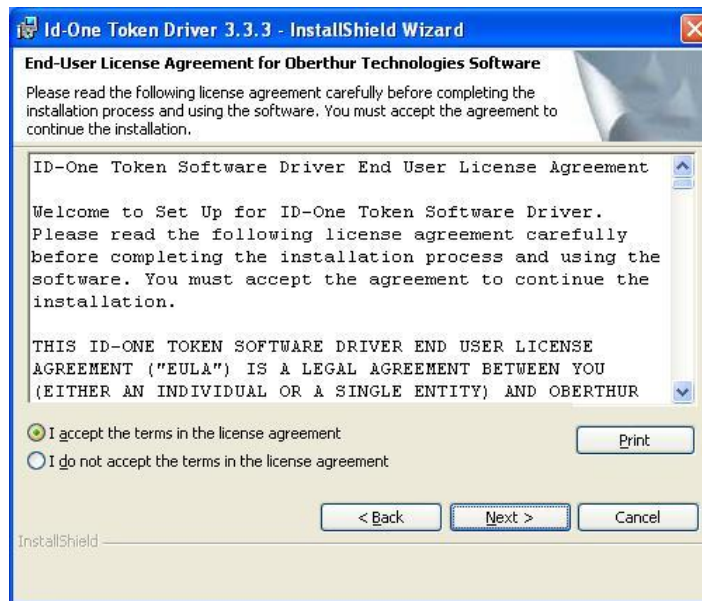 Id-One Token Driver 3.3.3 - InstallShield Wizard
End-User License Agreement for Oberthur Technologies Software
Please read the following license agreement carefully before completing the
installation process and using the software. You must accept the agreement to
continue the installation.
ID-One Token Software Driver End User License Agreement
Welcome to Set Up for ID-One Token Software Driver.
Please read the following license agreement carefully
before completing the installation process and using the
software. You must accept the agreement to continue the
installation.
THIS ID-ONE TOKEN SOFTWARE DRIVER END USER LICENSE
AGREEMENT ("EULA") IS A LEGAL AGREEMENT BETWEEN YOU
(EITHER AN INDIVIDUAL OR A SINGLE ENTITY) AND OBERTHUR
I accept the terms in the license agreement
Print
I do not accept the terms in the license agreement
< Back
Next >
Cancel
InstallShield